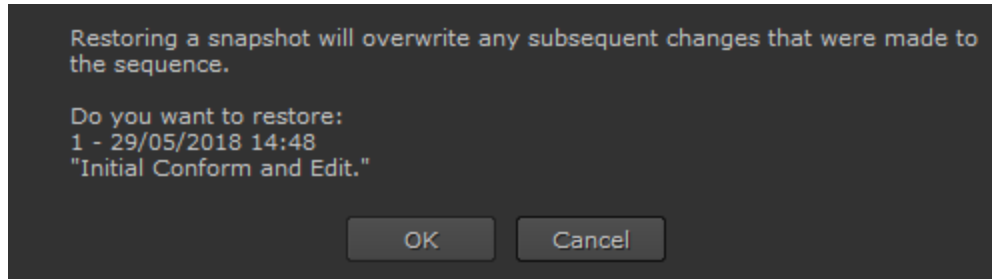 Restoring a snapshot will overwrite any subsequent changes that were made to
the sequence.
Do you want to restore:
1 - 29/05/2018 14:48
"Initial Conform and Edit."
OK
Cancel